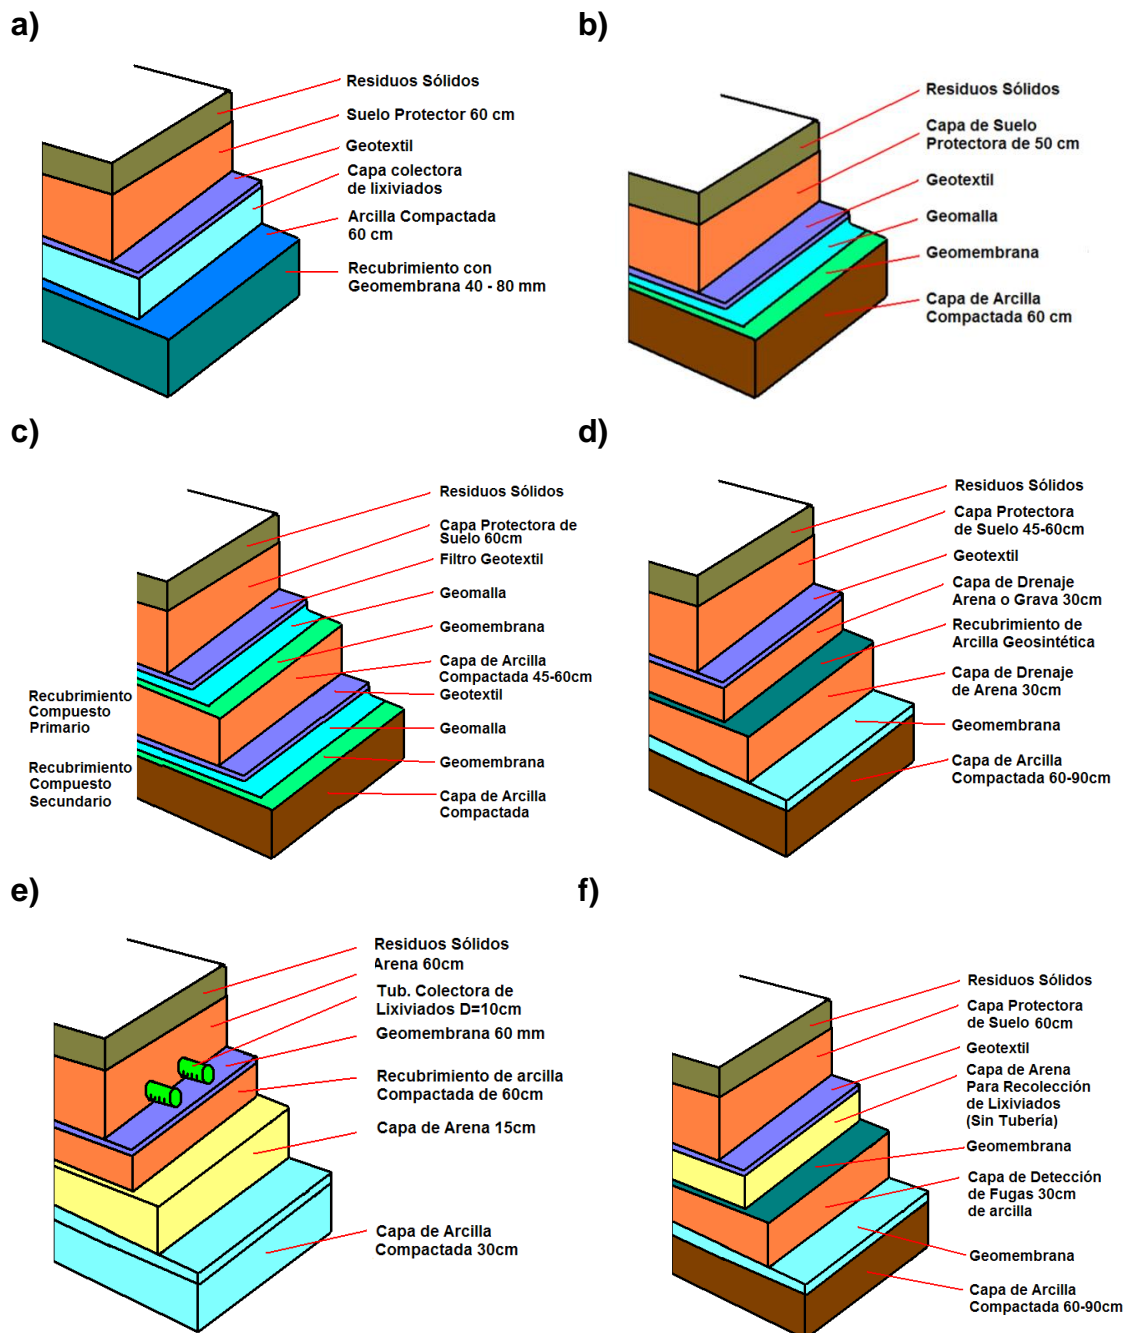 a)
Residuos Sólidos
Suelo Protector 60 cm
Geotextil
Capa colectora
de lixiviados
Arcilla Compactada
60 cm
Recubrimiento con
Geomembrana 40 - 80 mm
b)
Residuos Sólidos
Capa de Suelo
Protectora de 50 cm
Geotextil
Geomalla
Geomembrana
Capa de Arcilla
Compactada 60 cm
c)
Residuos Sólidos
Capa Protectora de
Suelo 60cm
Filtro Geotextil
Geomalla
Geomembrana
Capa de Arcilla
Compactada 45-60cm
Geotextil
Geomalla
Geomembrana
Capa de Arcilla
Compactada
Recubrimiento
Compuesto
Primario
Recubrimiento
Compuesto
Secundario
d)
Residuos Sólidos
Capa Protectora
de Suelo 45-60cm
Geotextil
Capa de Drenaje
Arena o Grava 30cm
Recubrimiento de
Arcilla Geosintética
Capa de Drenaje
de Arena 30cm
Geomembrana
Capa de Arcilla
Compactada 60-90cm
e)
Residuos Sólidos
Arena 60cm
Tub. Colectora de
Lixiviados D=10cm
Geomembrana 60 mm
Recubrimiento de arcilla
Compactada de 60cm
Capa de Arena 15cm
Capa de Arcilla
Compactada 30cm
f)
Residuos Sólidos
Capa Protectora
de Suelo 60cm
Geotextil
Capa de Arena
Para Recolección
de Lixiviados
(Sin Tubería)
Geomembrana
Capa de Detección
de Fugas 30cm
de arcilla
Geomembrana
Capa de Arcilla
Compactada 60-90cm